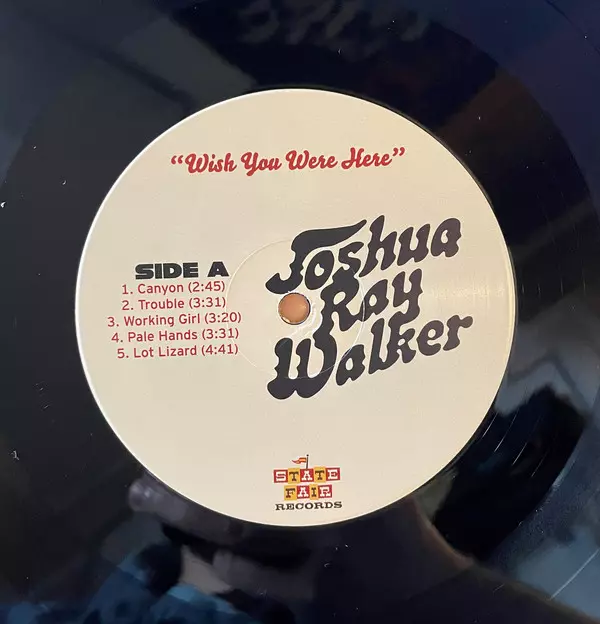 "Wish You Were Here"
Joshua
Ray
Walker
SIDE A
1. Canyon (2:45)
2. Trouble (3:31)
3. Working Girl (3:20)
4. Pale Hands (3:31)
5. Lot Lizard (4:41)
STATE
FAIR
RECORDS